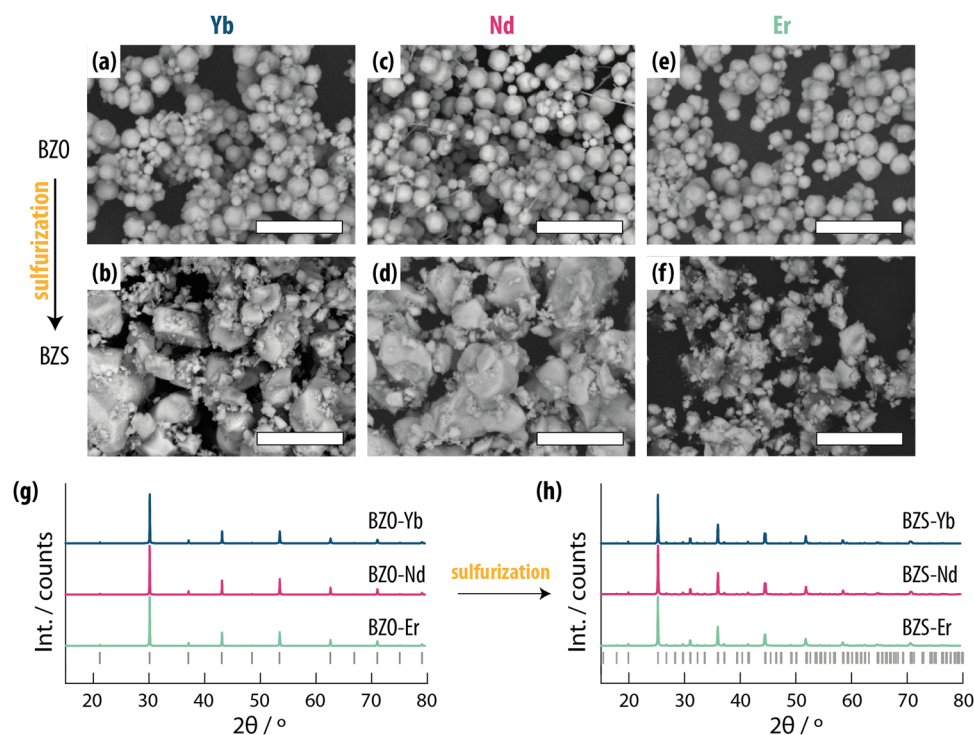 Yb Nd Er
(a) (c) (e)
BZO
sulfurization
BZS
(b) (d) (f)
(g)
Int. / counts
BZO-Yb
BZO-Nd
BZO-Er
20 30 40 50 60 70 80
2θ / °
sulfurization
(h)
Int. / counts
BZS-Yb
BZS-Nd
BZS-Er
20 30 40 50 60 70 80
2θ / °